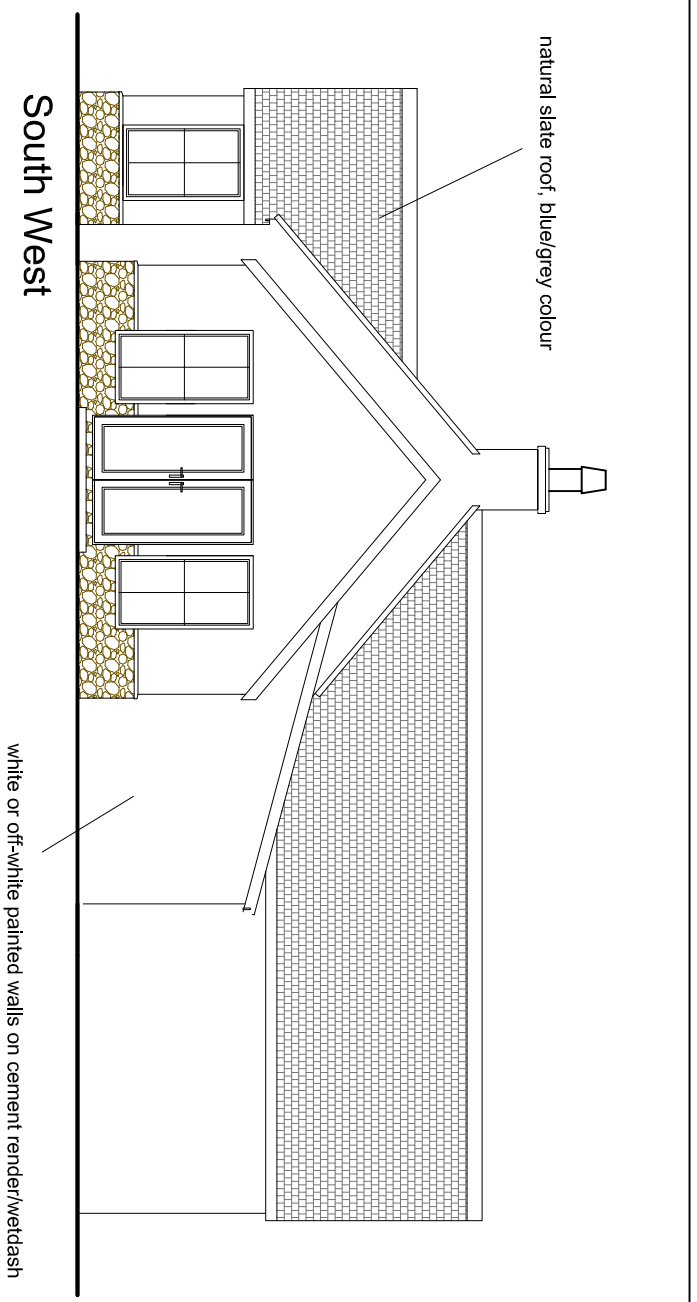 natural slate roof, blue/grey colour
white or off-white painted walls on cement render/wetdash
South West